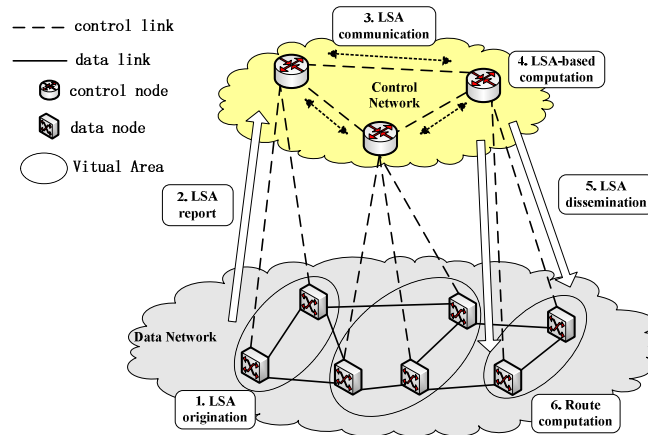 control link
data link
control node
data node
Vitual Area
3. LSA
communication
4. LSA-based
computation
Control
Network
2. LSA
report
5. LSA
dissemination
Data Network
1. LSA
origination
6. Route
computation